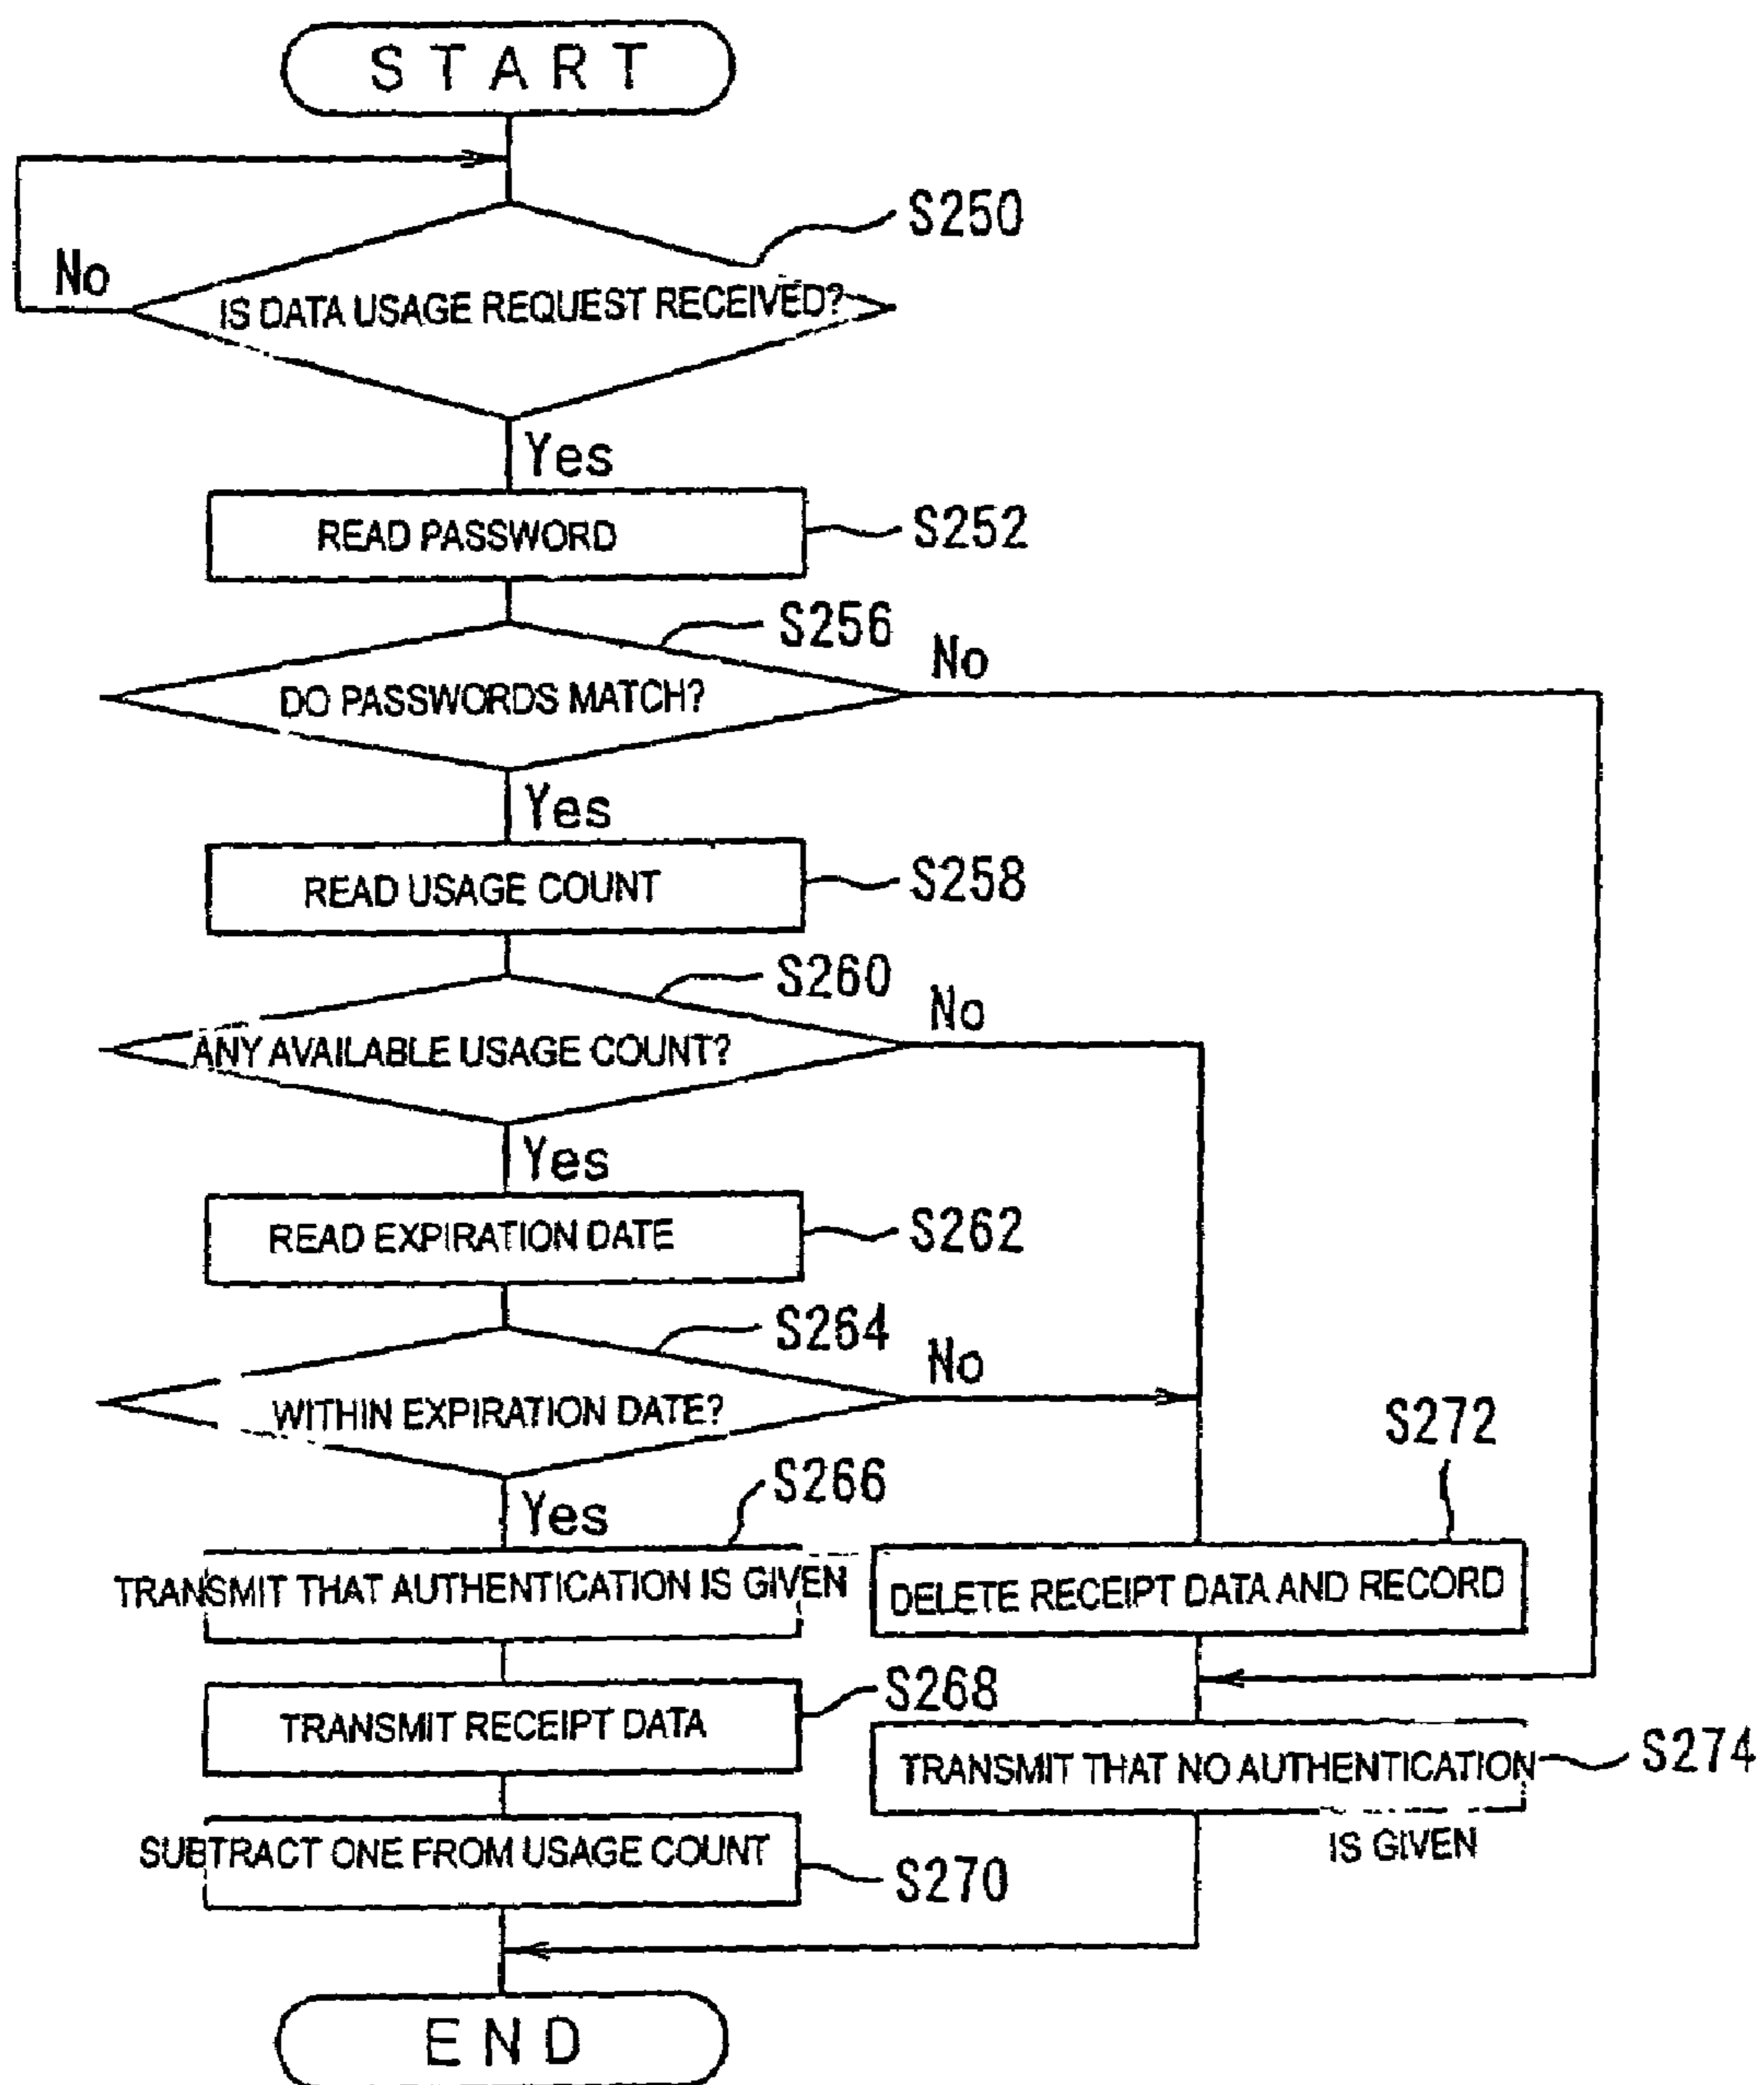 START
S250
No
IS DATA USAGE REQUEST RECEIVED?
Yes
READ PASSWORD
S252
S256
No
DO PASSWORDS MATCH?
Yes
READ USAGE COUNT
S258
S260
No
ANY AVAILABLE USAGE COUNT?
Yes
READ EXPIRATION DATE
S262
S264
No
WITHIN EXPIRATION DATE?
S272
S266
Yes
TRANSMIT THAT AUTHENTICATION IS GIVEN
DELETE RECEIPT DATA AND RECORD
S268
TRANSMIT RECEIPT DATA
TRANSMIT THAT NO AUTHENTICATION
IS GIVEN
S274
SUBTRACT ONE FROM USAGE COUNT
S270
END